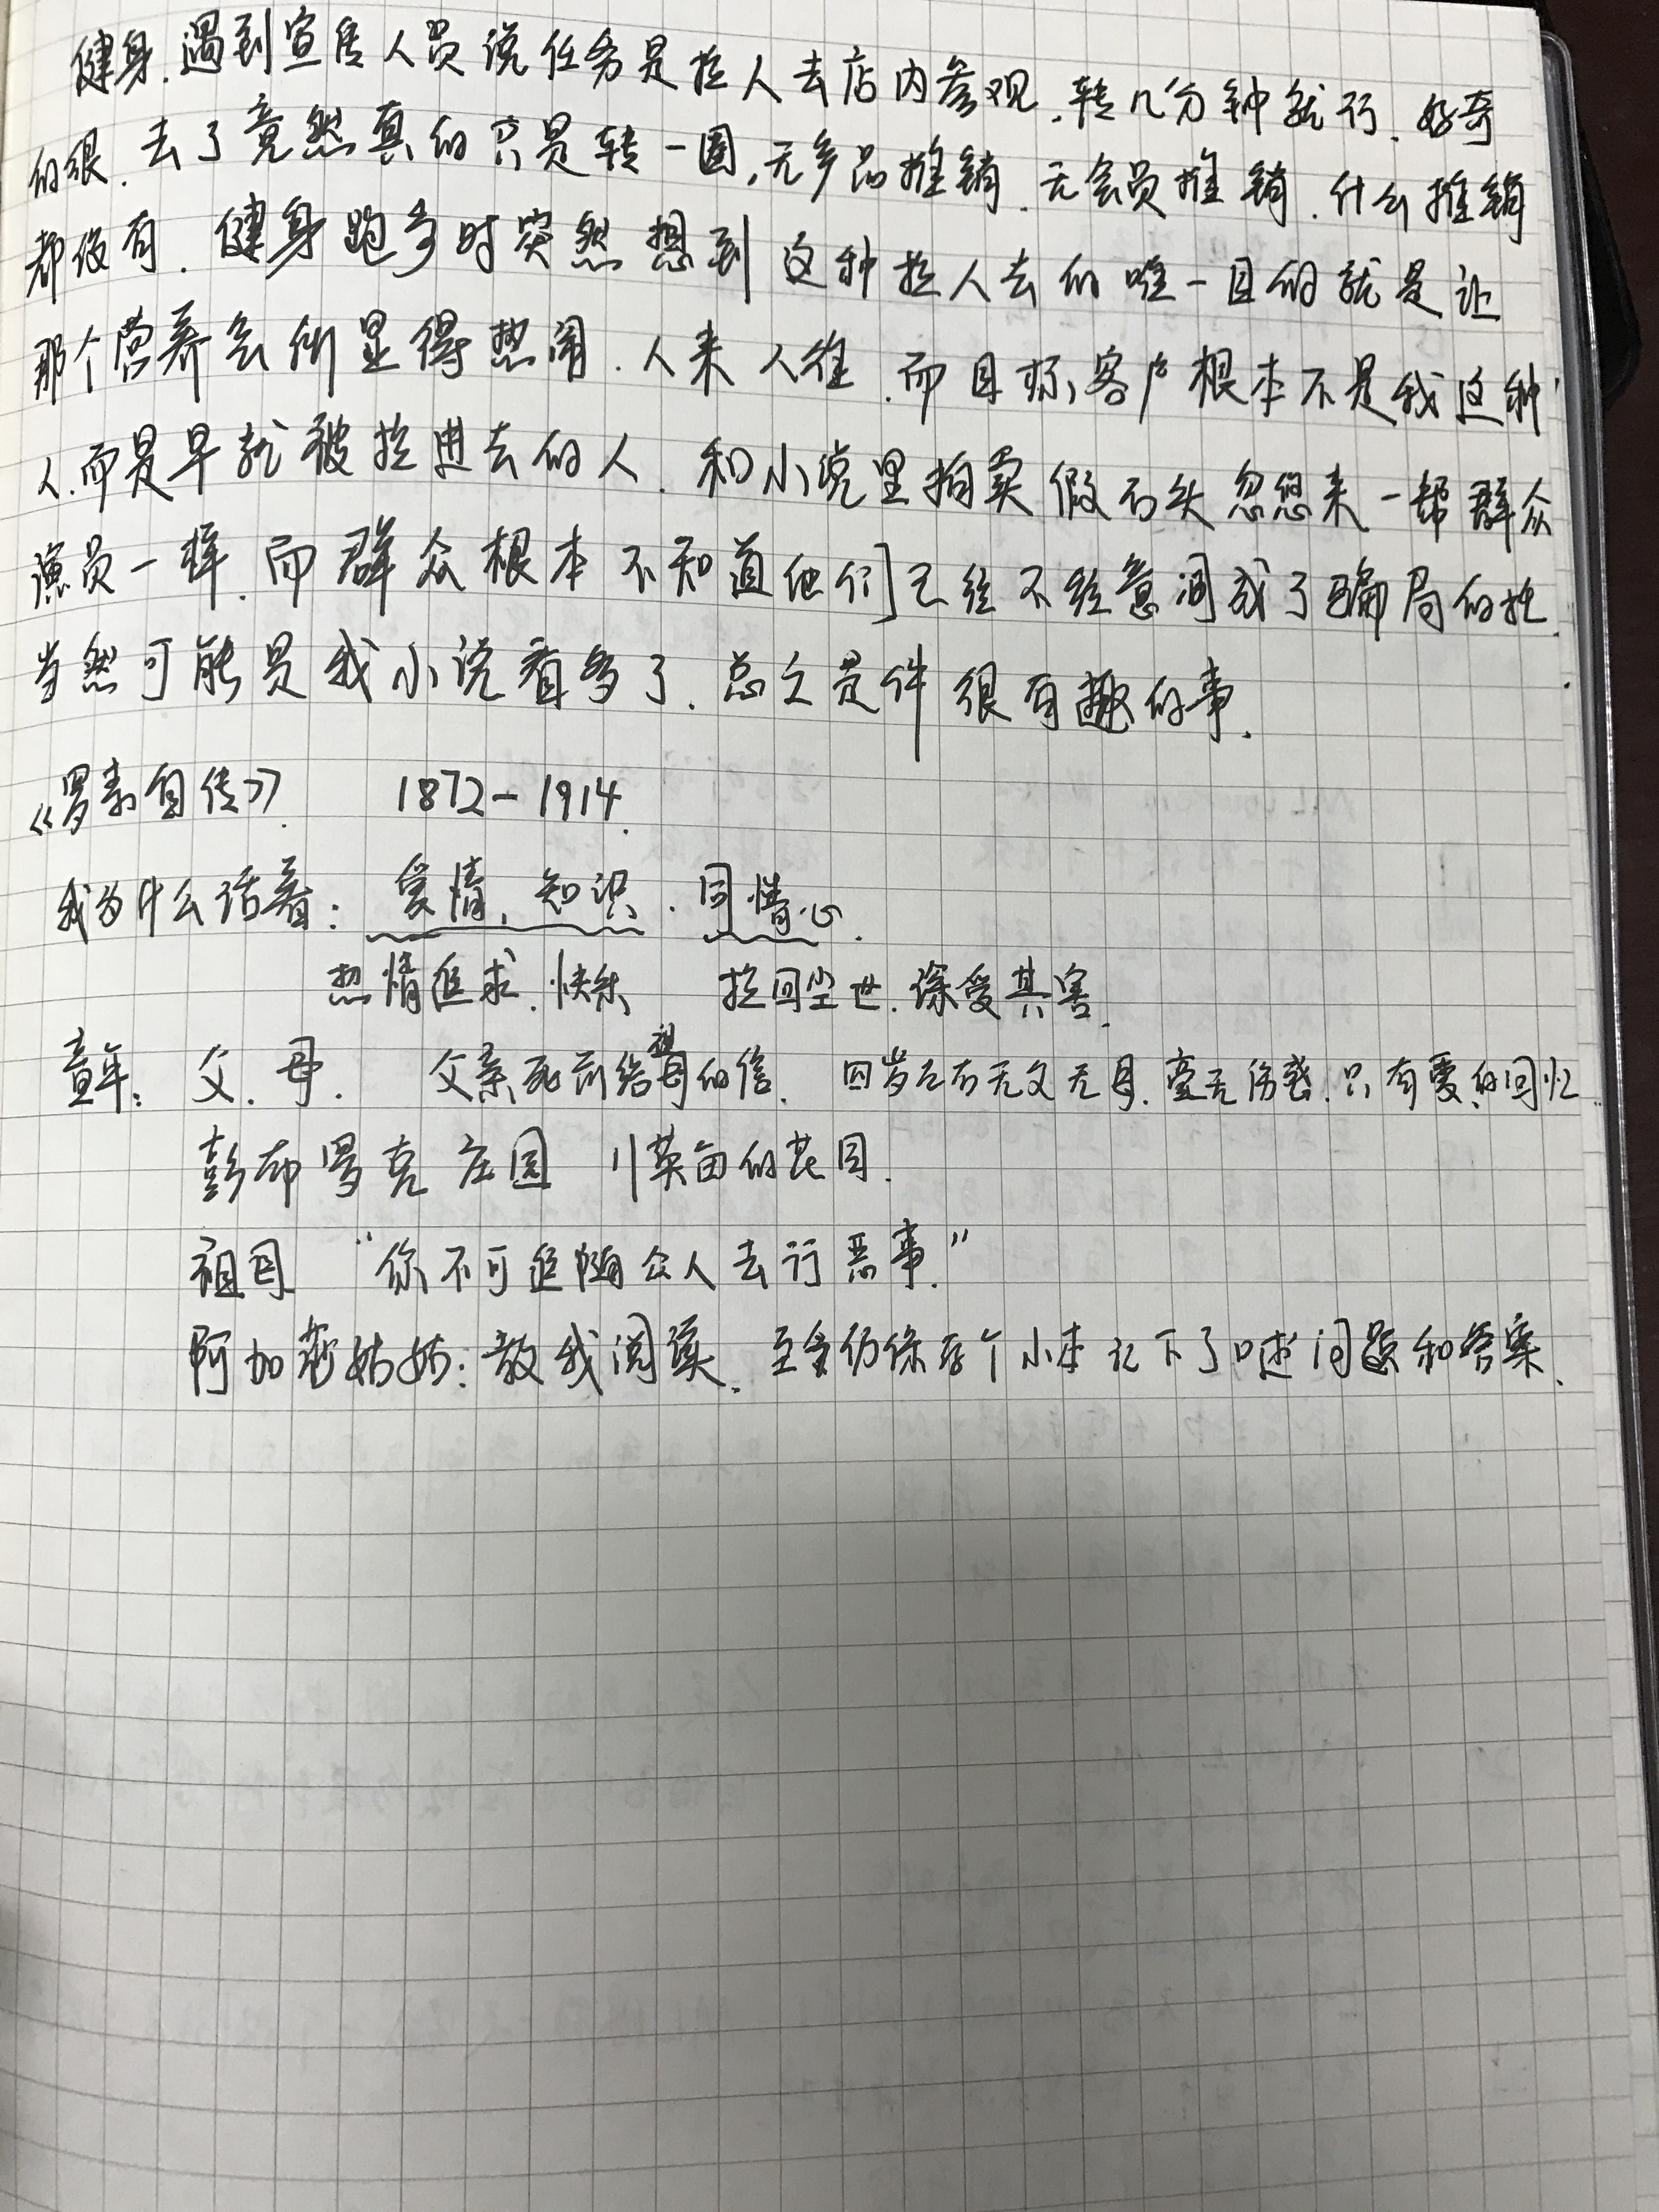 健身.遇到宣传人员说任务是拉人去店内参观.转几分钟就行.好奇
的很.去了竟然真的只是转一圈,无产品推销.无会员推销.什么推销
都没有.健身跑步时突然想到这种拉人去的唯一目的就是让
那个营养会所显得热闹.人来人往.而目标客户根本不是我这种
人.而是早就被拉进去的人.和小说里拍卖假石头忽悠来一帮群众
演员一样.而群众根本不知道他们已经不经意间成了骗局的托.
当然可能是我小说看多了.总之是件很有趣的事.
《罗素自传》. 1872-1914.
我为什么活着: 爱情、知识.同情心.
热情追求.快乐 拉回尘世.深受其害.
童年: 父.母. 父亲死前给祖母的信. 四岁左右无父无母.毫无伤感.只有爱的回忆.
彭布罗克庄园 11英亩的花园.
祖母 “你不可追随众人去行恶事.”
阿加莎姑姑:教我阅读.至今仍保存个小本记下了口述问题和答案.